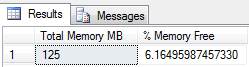 Results Messages
Total Memory MB % Memory Free
1 125 6.16495987457330